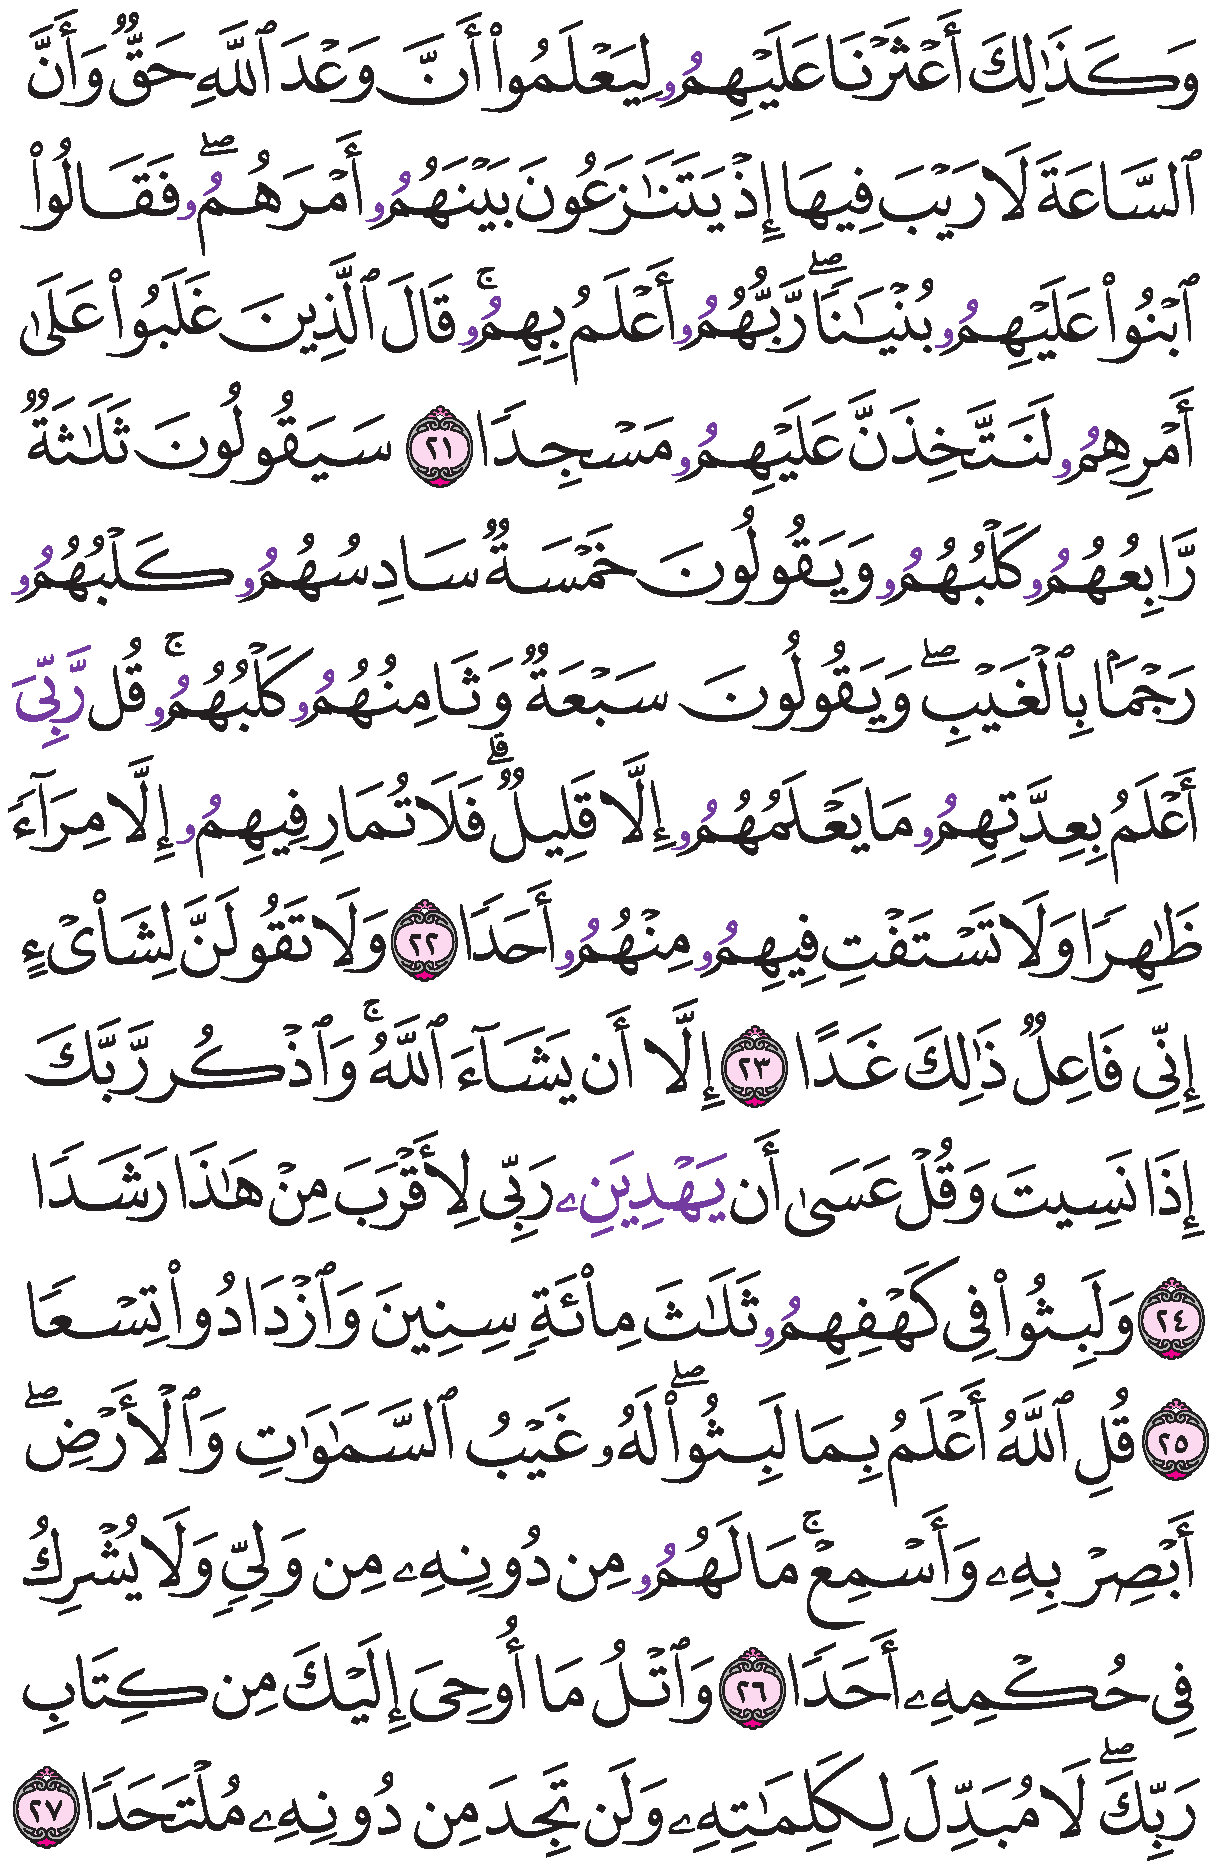 وَكَذَٰلِكَ أَعۡثَرۡنَا عَلَيۡهِمُۥ لِيَعۡلَمُواْ أَنَّ وَعۡدَ ٱللَّهِ حَقّٞ وَأَنَّ
ٱلسَّاعَةَ لَا رَيۡبَ فِيهَا إِذۡ يَتَنَٰزَعُونَ بَيۡنَهُمُۥ أَمۡرَهُمُۥۖ فَقَالُواْ
ٱبۡنُواْ عَلَيۡهِمُۥ بُنۡيَٰنٗاۖ رَّبُّهُمُۥ أَعۡلَمُ بِهِمُۥۚ قَالَ ٱلَّذِينَ غَلَبُواْ عَلَىٰ
أَمۡرِهِمُۥ لَنَتَّخِذَنَّ عَلَيۡهِمُۥ مَسۡجِدٗا ٢١ سَيَقُولُونَ ثَلَٰثَةٞ
رَّابِعُهُمُۥ كَلۡبُهُمُۥ وَيَقُولُونَ خَمۡسَةٞ سَادِسُهُمُۥ كَلۡبُهُمُۥ
رَجۡمَۢا بِٱلۡغَيۡبِۖ وَيَقُولُونَ سَبۡعَةٞ وَثَامِنُهُمُۥ كَلۡبُهُمُۥۚ قُل رَّبِّيَ
أَعۡلَمُ بِعِدَّتِهِمُۥ مَا يَعۡلَمُهُمُۥ إِلَّا قَلِيلٞۗ فَلَا تُمَارِ فِيهِمُۥ إِلَّا مِرَآءٗ
ظَٰهِرٗا وَلَا تَسۡتَفۡتِ فِيهِمُۥ مِنۡهُمُۥ أَحَدٗا ٢٢ وَلَا تَقُولَنَّ لِشَاْيۡءٍ
إِنِّي فَاعِلٞ ذَٰلِكَ غَدًا ٢٣ إِلَّا أَن يَشَآءَ ٱللَّهُۚ وَٱذۡكُر رَّبَّكَ
إِذَا نَسِيتَ وَقُلۡ عَسَىٰ أَن يَهۡدِيَنِۦ رَبِّي لِأَقۡرَبَ مِنۡ هَٰذَا رَشَدٗا
٢٤ وَلَبِثُواْ فِي كَهۡفِهِمُۥ ثَلَٰثَ مِاْئَةٖ سِنِينَ وَٱزۡدَادُواْ تِسۡعٗا
٢٥ قُلِ ٱللَّهُ أَعۡلَمُ بِمَا لَبِثُواْۖ لَهُۥ غَيۡبُ ٱلسَّمَٰوَٰتِ وَٱلۡأَرۡضِۖ
أَبۡصِرۡ بِهِۦ وَأَسۡمِعۡۚ مَا لَهُمُۥ مِن دُونِهِۦ مِن وَلِيّٖ وَلَا يُشۡرِكُ
فِي حُكۡمِهِۦ أَحَدٗا ٢٦ وَٱتۡلُ مَا أُوحِيَ إِلَيۡكَ مِن كِتَابِ
رَبِّكَۖ لَا مُبَدِّلَ لِكَلِمَٰتِهِۦ وَلَن تَجِدَ مِن دُونِهِۦ مُلۡتَحَدٗا ٢٧